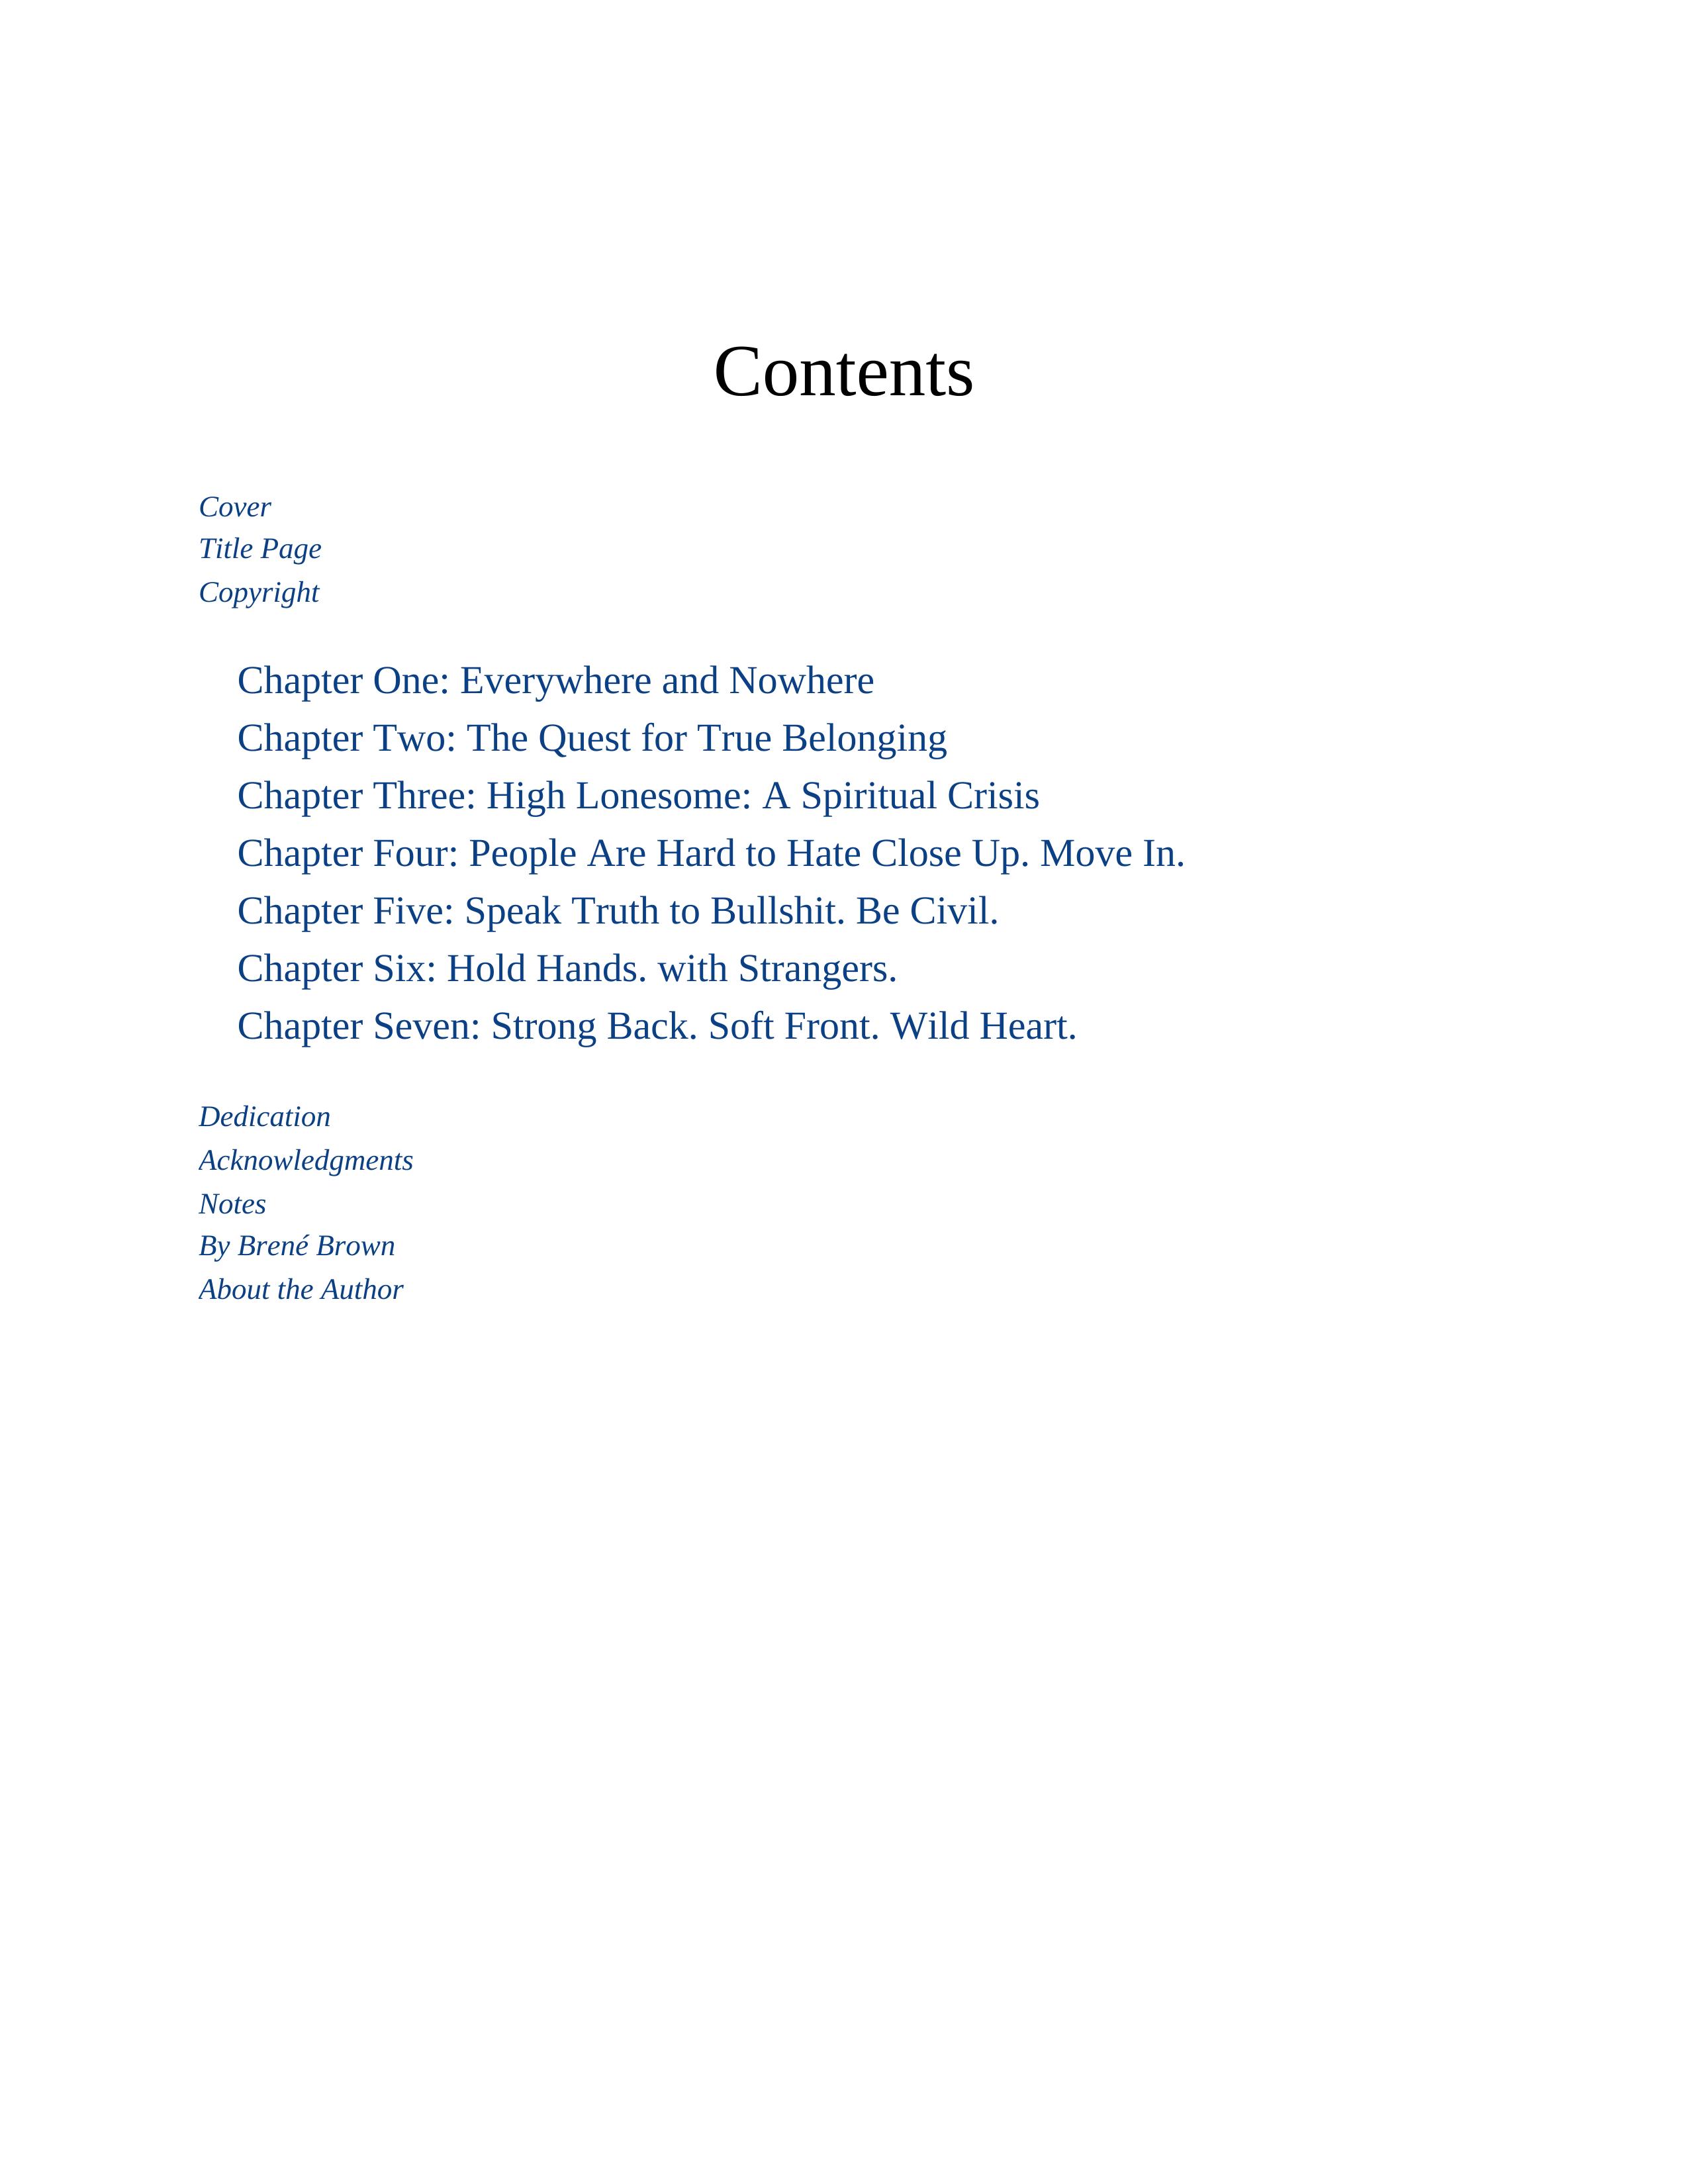 Contents
Cover
Title Page
Copyright
Chapter One: Everywhere and Nowhere
Chapter Two: The Quest for True Belonging
Chapter Three: High Lonesome: A Spiritual Crisis
Chapter Four: People Are Hard to Hate Close Up. Move In.
Chapter Five: Speak Truth to Bullshit. Be Civil.
Chapter Six: Hold Hands. with Strangers.
Chapter Seven: Strong Back. Soft Front. Wild Heart.
Dedication
Acknowledgments
Notes
By Brené Brown
About the Author